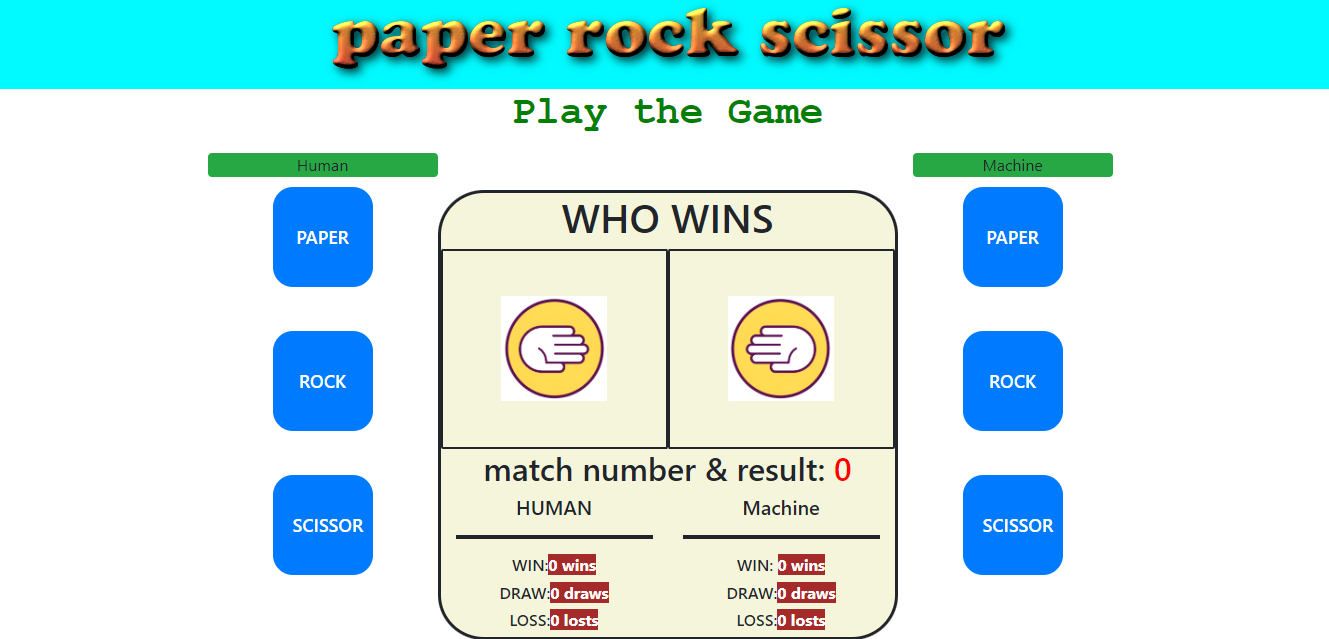 paper rock scissor
Play the Game
Human
Machine
PAPER
ROCK
SCISSOR
WHO WINS
match number & result: 0
HUMAN
WIN:0 wins
DRAW:0 draws
LOSS:0 losts
Machine
WIN: 0 wins
DRAW:0 draws
LOSS:0 losts
PAPER
ROCK
SCISSOR